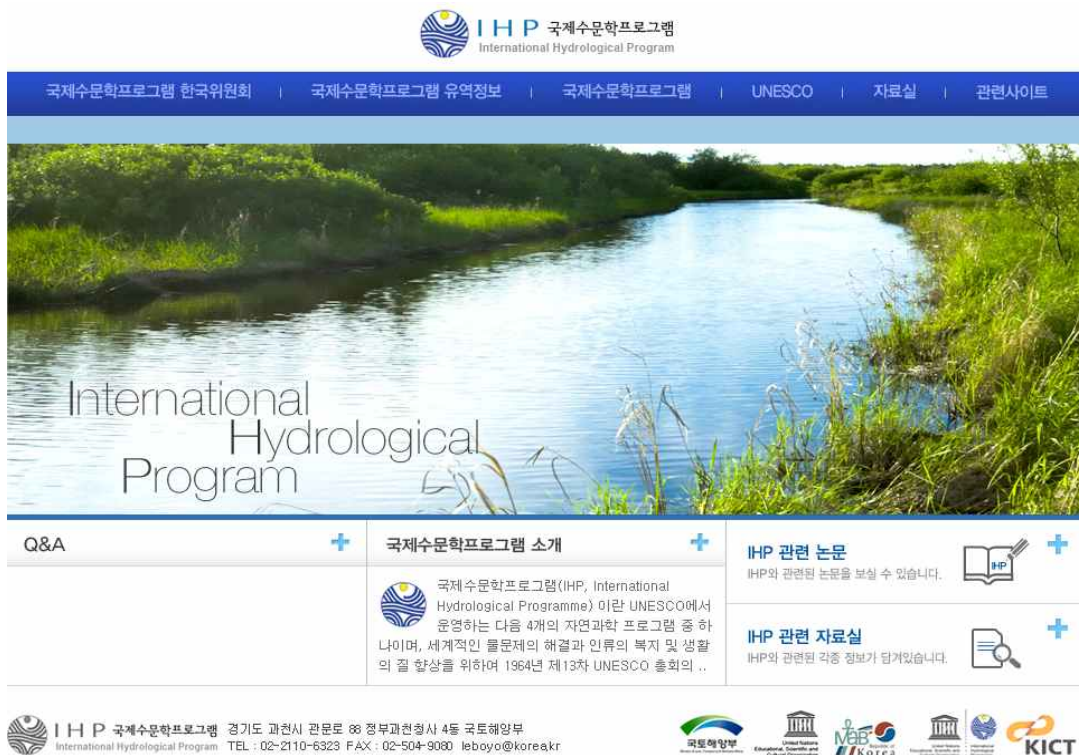 IHP 국제수문학프로그램
International Hydrological Program
국제수문학프로그램 한국위원회 | 국제수문학프로그램 유역정보 | 국제수문학프로그램 | UNESCO | 자료실 | 관련사이트
International
Hydrological
Program
Q&A
국제수문학프로그램 소개
국제수문학프로그램(IHP, International
Hydrological Programme) 이란 UNESCO에서
운영하는 다음 4개의 자연과학 프로그램 중 하
나이며, 세계적인 물문제의 해결과 인류의 복지 및 생활
의 질 향상을 위하여 1964년 제13차 UNESCO 총회의 ..
IHP 관련 논문
IHP와 관련된 논문을 보실 수 있습니다.
IHP
IHP 관련 자료실
IHP와 관련된 각종 정보가 담겨있습니다.
IHP 국제수문학프로그램
International Hydrological Program
경기도 과천시 관문로 88 정부과천청사 4동 국토해양부
TEL : 02-2110-6323 FAX : 02-504-9080 leboyo@korea.kr
국토해양부
United Nations
Educational, Scientific and
MaB
Korea
KICT